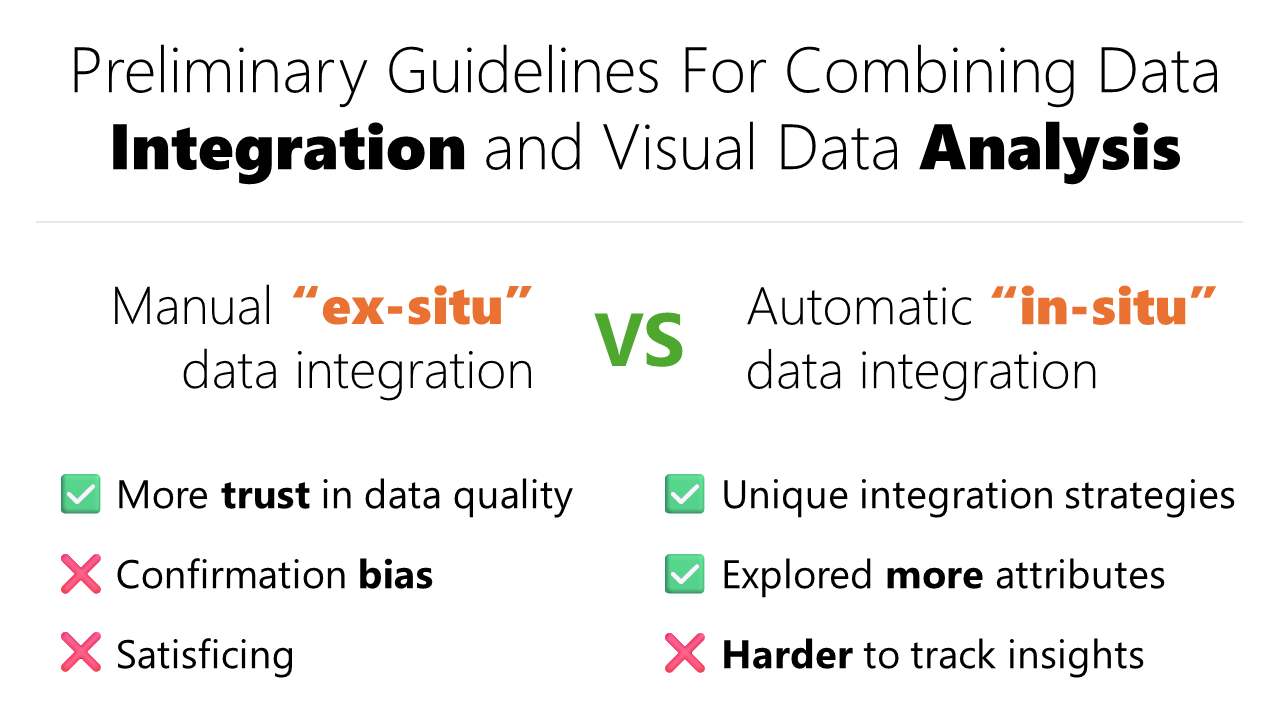 Preliminary Guidelines For Combining Data
Integration and Visual Data Analysis
Manual “ex-situ”
data integration
VS
Automatic “in-situ”
data integration
More trust in data quality
Confirmation bias
Satisficing
Unique integration strategies
Explored more attributes
Harder to track insights